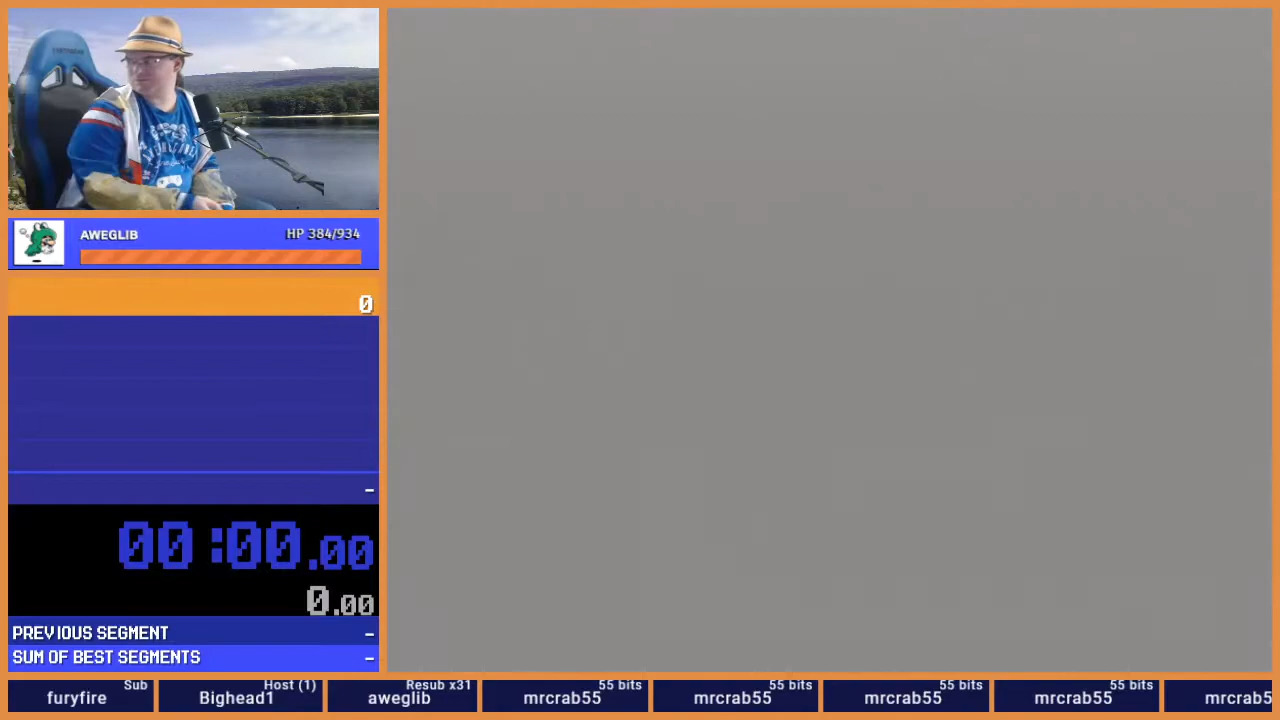 AWEGLIB
HP 384/934
0
-
00:00.00
0.00
PREVIOUS SEGMENT -
SUM OF BEST SEGMENTS -
Sub
furyfire
Host (1)
Bighead1
Resub x31
aweglib
55 bits
mrcrab55
55 bits
mrcrab55
55 bits
mrcrab55
55 bits
mrcrab55
mrcrab5